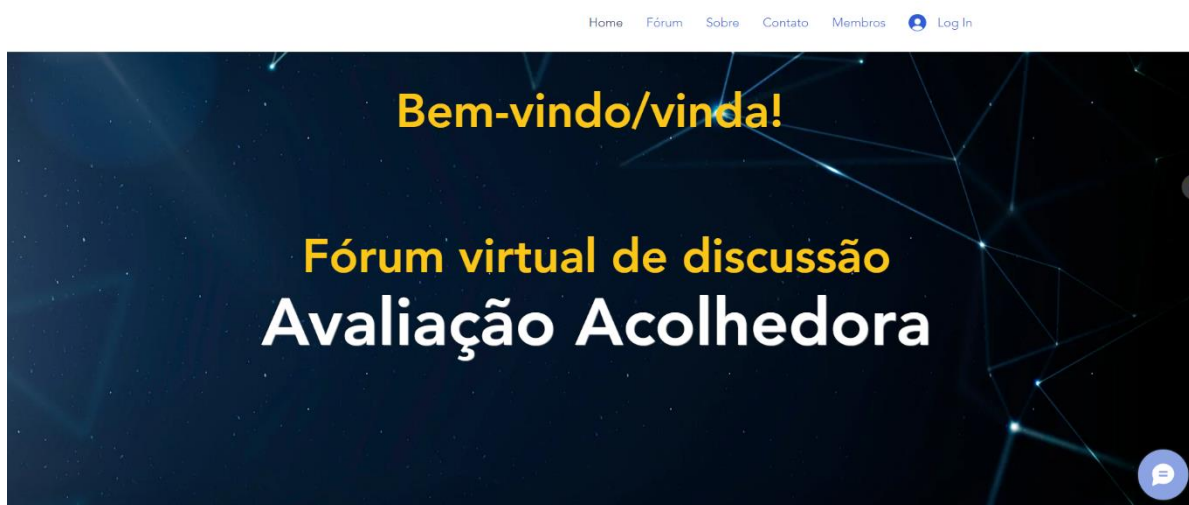 Home Fórum Sobre Contato Membros Log In
Bem-vindo/vinda!
Fórum virtual de discussão
Avaliação Acolhedora